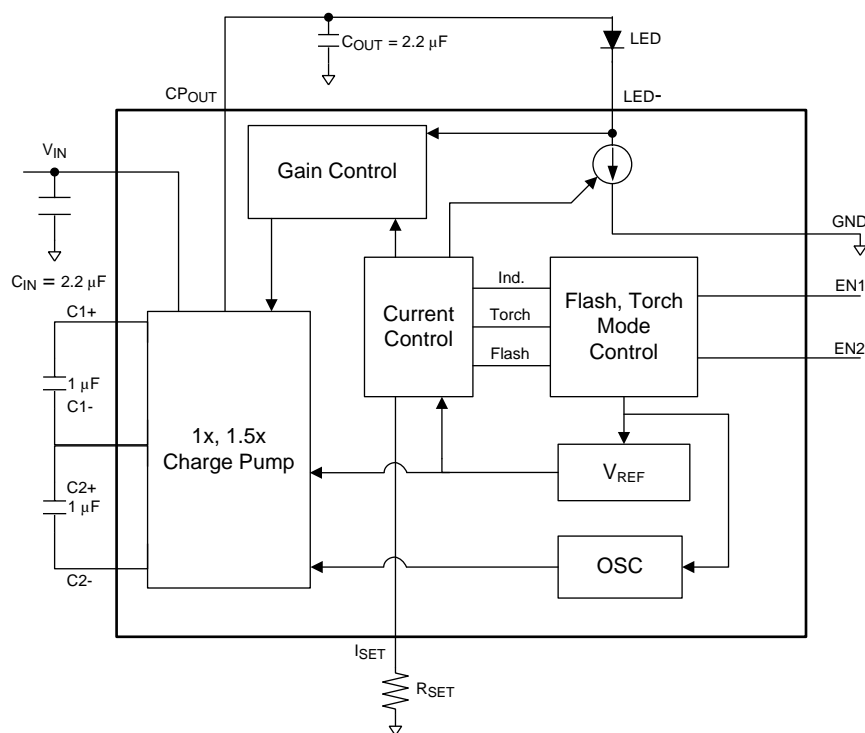 C_OUT = 2.2 μF
LED
CP_OUT
LED-
V_IN
Gain Control
GND
C_IN = 2.2 μF
Ind.
EN1
C1+
Current
Control
Torch
Flash, Torch
Mode
Control
Flash
EN2
1 μF
C1-
1x, 1.5x
Charge Pump
V_REF
C2+
1 μF
OSC
C2-
I_SET
R_SET